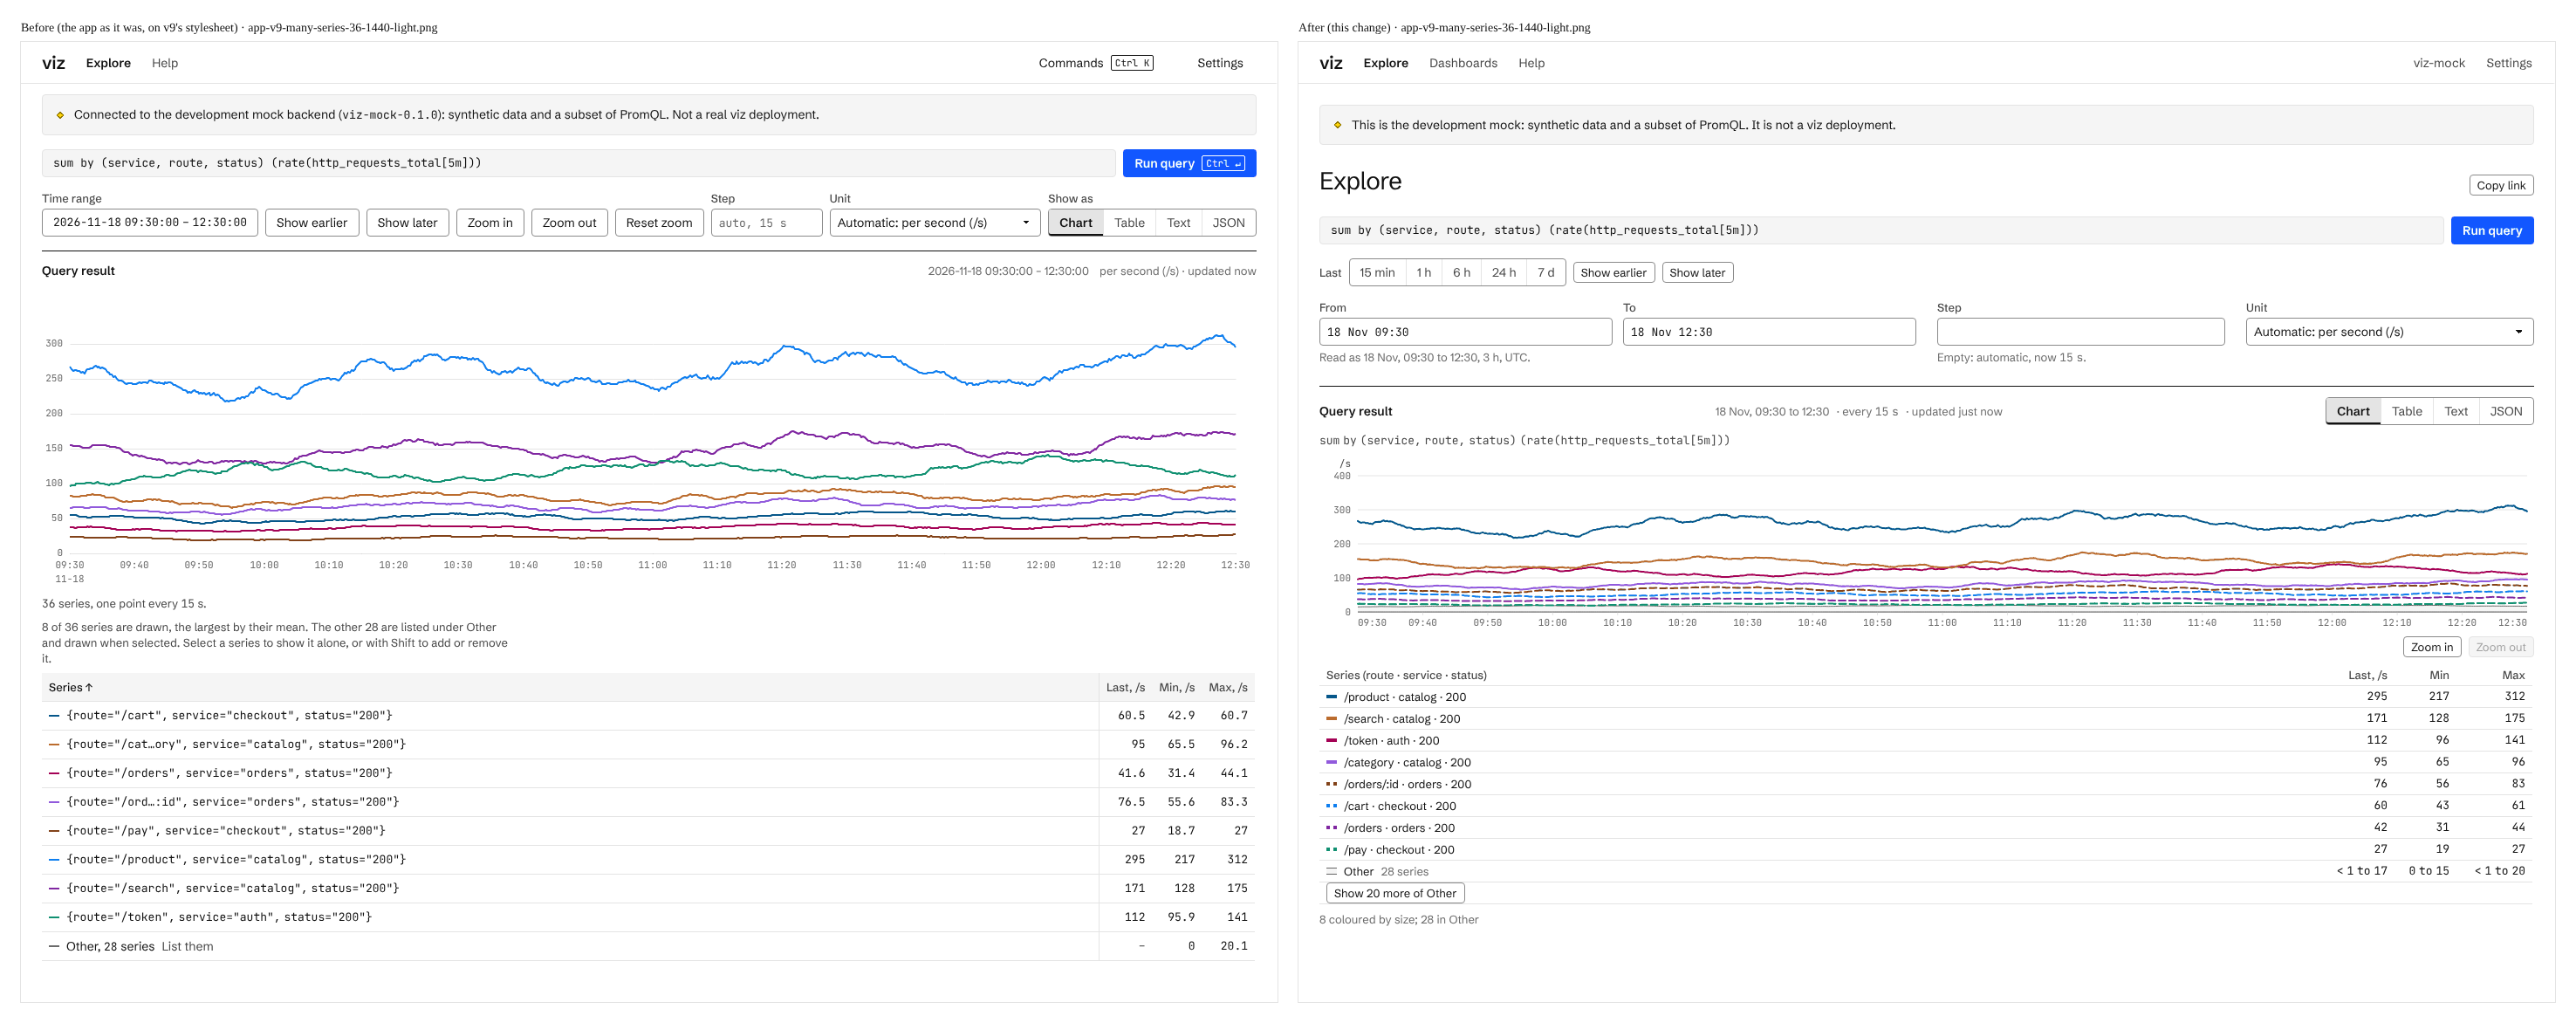 Before (the app as it was, on v9's stylesheet) · app-v9-many-series-36-1440-light.png
viz Explore Help Commands Ctrl K Settings
Connected to the development mock backend (viz-mock-0.1.0): synthetic data and a subset of PromQL. Not a real viz deployment.
sum by (service, route, status) (rate(http_requests_total[5m])) Run query Ctrl ↵
Time range Step Unit Show as
2026-11-18 09:30:00 – 12:30:00 Show earlier Show later Zoom in Zoom out Reset zoom auto, 15 s Automatic: per second (/s) Chart Table Text JSON
Query result 2026-11-18 09:30:00 – 12:30:00 per second (/s) · updated now
300
250
200
150
100
50
0
09:30 09:40 09:50 10:00 10:10 10:20 10:30 10:40 10:50 11:00 11:10 11:20 11:30 11:40 11:50 12:00 12:10 12:20 12:30
11-18
36 series, one point every 15 s.
8 of 36 series are drawn, the largest by their mean. The other 28 are listed under Other
and drawn when selected. Select a series to show it alone, or with Shift to add or remove
it.
Series ↑ Last, /s Min, /s Max, /s
{route="/cart", service="checkout", status="200"} 60.5 42.9 60.7
{route="/cat…ory", service="catalog", status="200"} 95 65.5 96.2
{route="/orders", service="orders", status="200"} 41.6 31.4 44.1
{route="/ord…:id", service="orders", status="200"} 76.5 55.6 83.3
{route="/pay", service="checkout", status="200"} 27 18.7 27
{route="/product", service="catalog", status="200"} 295 217 312
{route="/search", service="catalog", status="200"} 171 128 175
{route="/token", service="auth", status="200"} 112 95.9 141
Other, 28 series List them – 0 20.1
After (this change) · app-v9-many-series-36-1440-light.png
viz Explore Dashboards Help viz-mock Settings
This is the development mock: synthetic data and a subset of PromQL. It is not a viz deployment.
Explore Copy link
sum by (service, route, status) (rate(http_requests_total[5m])) Run query
Last 15 min 1 h 6 h 24 h 7 d Show earlier Show later
From To Step Unit
18 Nov 09:30 18 Nov 12:30 Automatic: per second (/s)
Read as 18 Nov, 09:30 to 12:30, 3 h, UTC. Empty: automatic, now 15 s.
Query result 18 Nov, 09:30 to 12:30 · every 15 s · updated just now Chart Table Text JSON
sum by (service, route, status) (rate(http_requests_total[5m]))
/s
400
300
200
100
0
09:30 09:40 09:50 10:00 10:10 10:20 10:30 10:40 10:50 11:00 11:10 11:20 11:30 11:40 11:50 12:00 12:10 12:20 12:30
Zoom in Zoom out
Series (route · service · status) Last, /s Min Max
/product · catalog · 200 295 217 312
/search · catalog · 200 171 128 175
/token · auth · 200 112 96 141
/category · catalog · 200 95 65 96
/orders/:id · orders · 200 76 56 83
/cart · checkout · 200 60 43 61
/orders · orders · 200 42 31 44
/pay · checkout · 200 27 19 27
Other 28 series < 1 to 17 0 to 15 < 1 to 20
Show 20 more of Other
8 coloured by size; 28 in Other